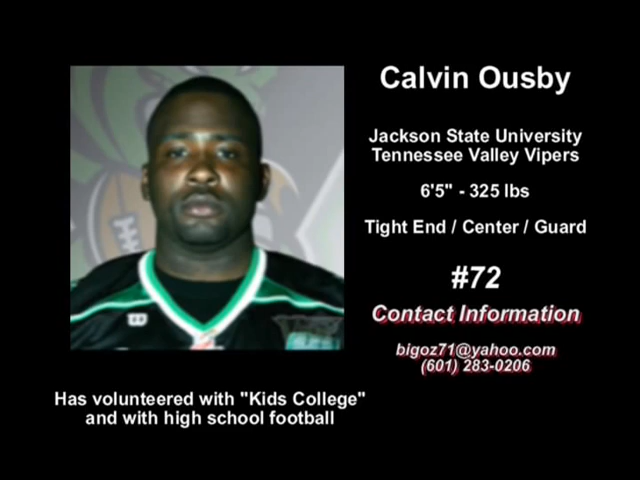 Calvin Ousby
Jackson State University
Tennessee Valley Vipers
6'5" - 325 lbs
Tight End / Center / Guard
#72
Contact Information
bigoz71@yahoo.com
(601) 283-0206
Has volunteered with "Kids College"
and with high school football